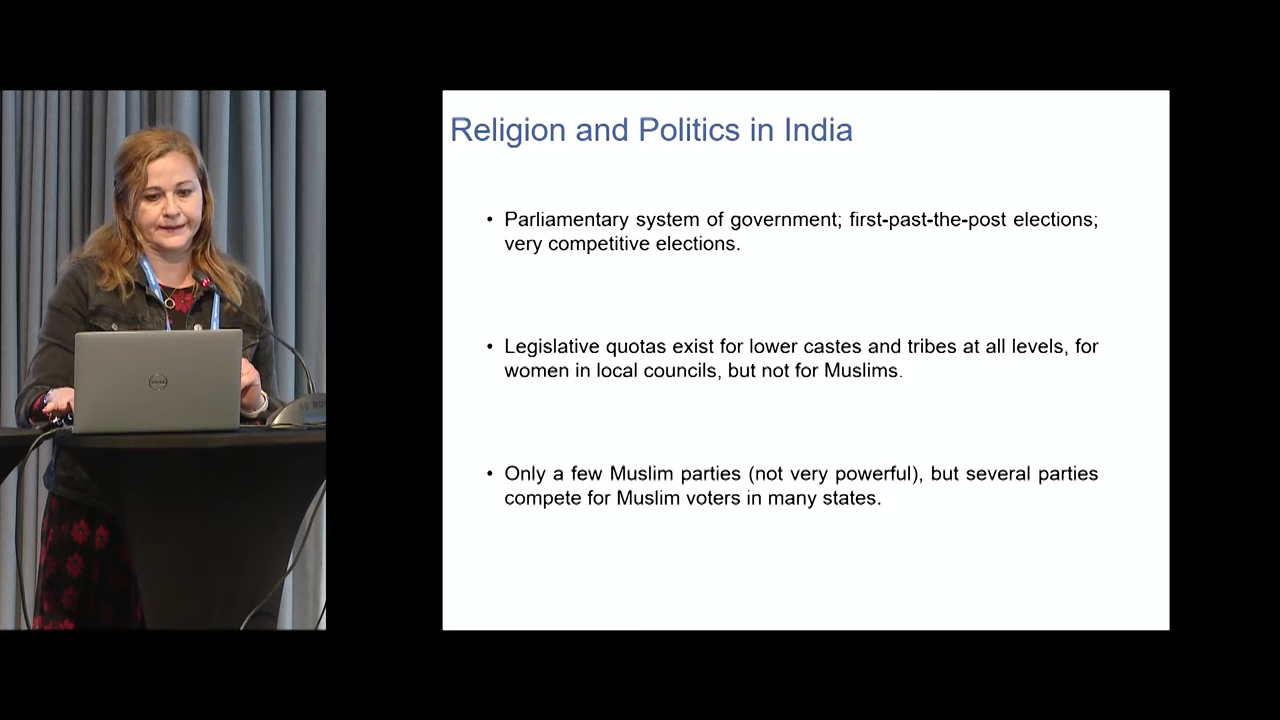 Religion and Politics in India
• Parliamentary system of government; first-past-the-post elections;
very competitive elections.
• Legislative quotas exist for lower castes and tribes at all levels, for
women in local councils, but not for Muslims.
• Only a few Muslim parties (not very powerful), but several parties
compete for Muslim voters in many states.